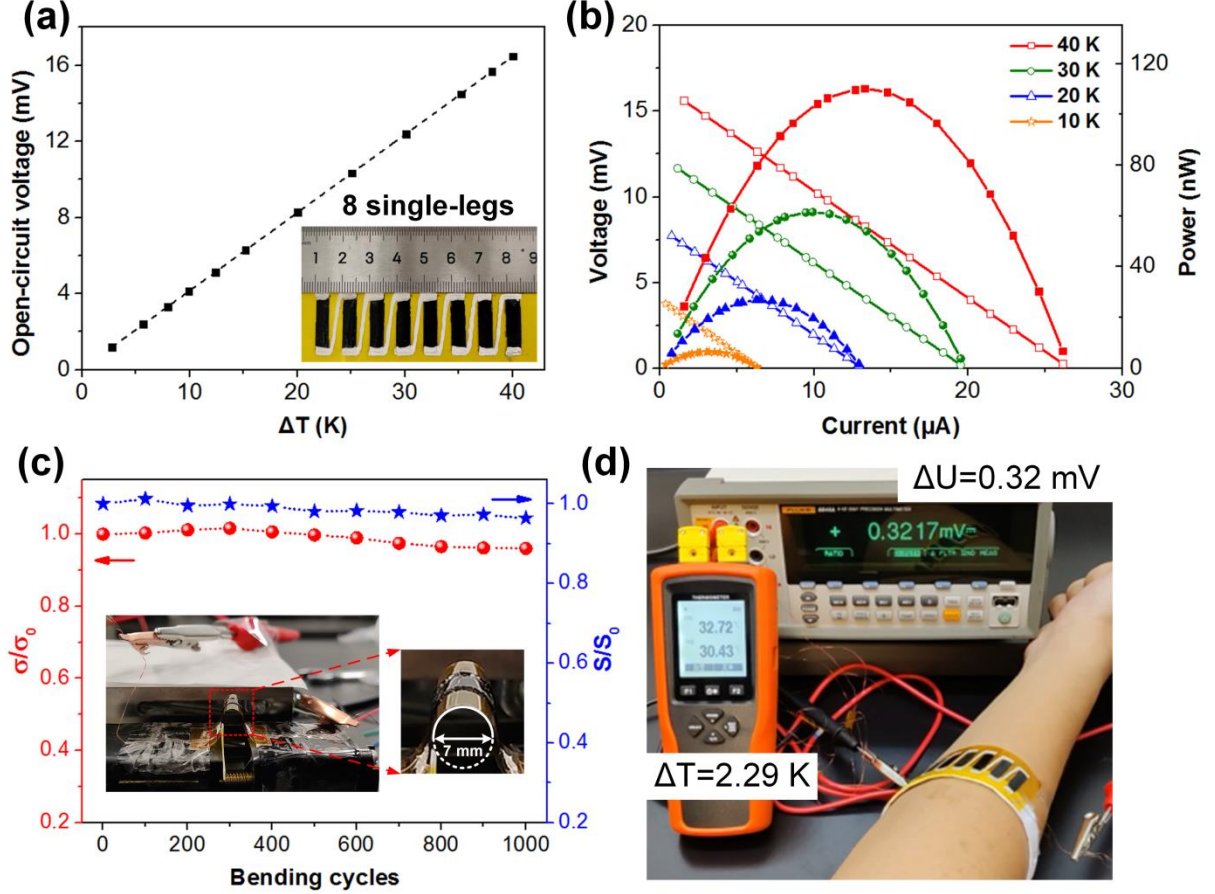 (a)
Open-circuit voltage (mV)
16
12
8
4
0
0
10
20
30
40
ΔT (K)
8 single-legs
1 2 3 4 5 6 7 8 9
(b)
Voltage (mV)
20
15
10
5
0
0
10
20
30
Current (μA)
120
80
40
0
Power (nW)
40 K
30 K
20 K
10 K
(c)
σ/σ0
1.0
0.8
0.6
0.4
0.2
0
200
400
600
800
1000
Bending cycles
1.0
0.8
0.6
0.4
0.2
S/S0
7 mm
(d)
ΔU=0.32 mV
FLUKE
+ 0.3217mV
THERMOMETER
32.72
30.43
F1
F2
ΔT=2.29 K